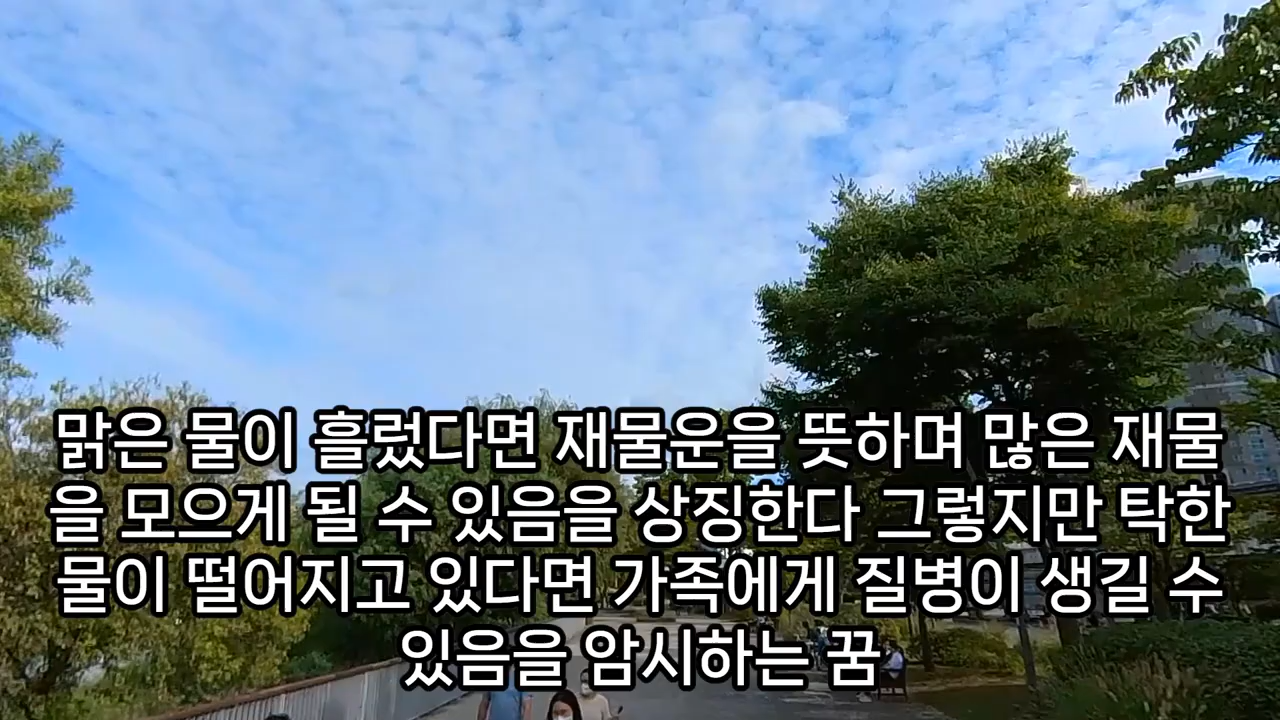 맑은 물이 흘렀다면 재물운을 뜻하며 많은 재물
을 모으게 될 수 있음을 상징한다 그렇지만 탁한
물이 떨어지고 있다면 가족에게 질병이 생길 수
있음을 암시하는 꿈